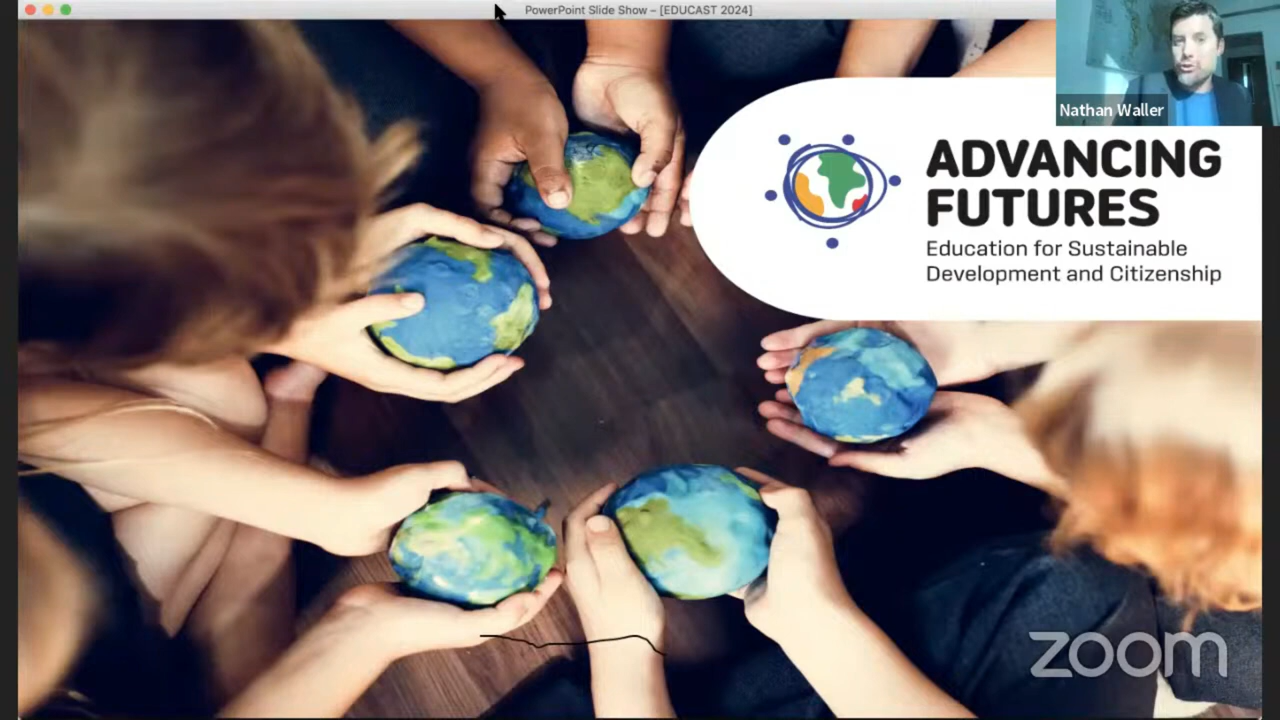 PowerPoint Slide Show – [EDUCAST 2024]
Nathan Waller
ADVANCING
FUTURES
Education for Sustainable
Development and Citizenship
zoom